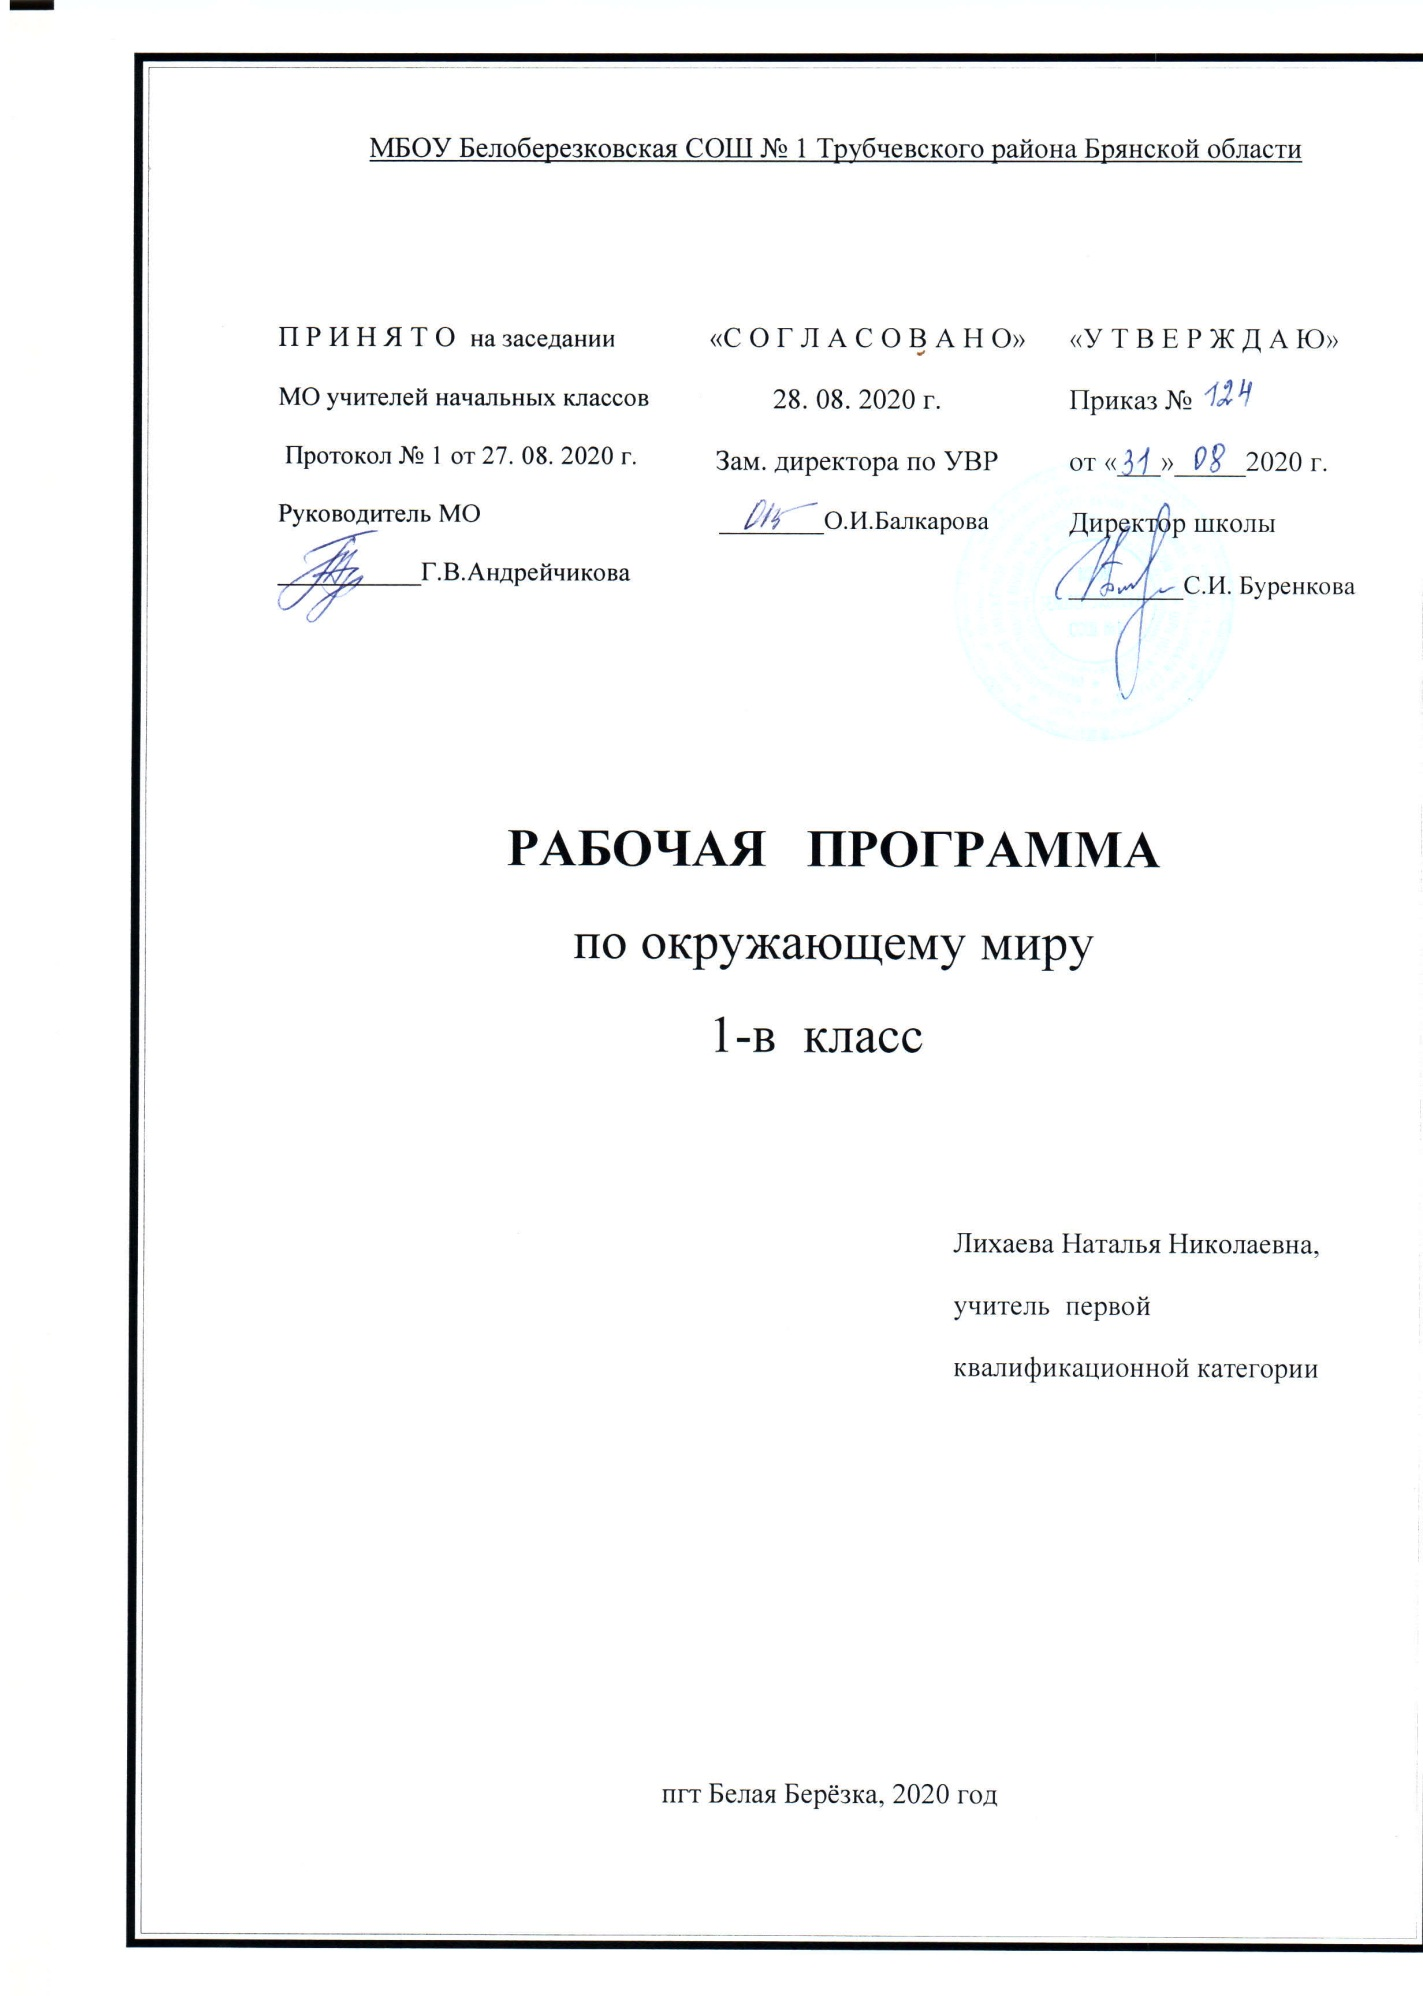 МБОУ Белоберезковская СОШ № 1 Трубчевского района Брянской области
П Р И Н Я Т О на заседании
МО учителей начальных классов
Протокол № 1 от 27. 08. 2020 г.
Руководитель МО
____________Г.В.Андрейчикова
«С О Г Л А С О В А Н О»
28. 08. 2020 г.
Зам. директора по УВР
________О.И.Балкарова
«У Т В Е Р Ж Д А Ю»
Приказ № 124
от «31» 08 2020 г.
Директор школы
________С.И. Буренкова
РАБОЧАЯ ПРОГРАММА
по окружающему миру
1-в класс
Лихаева Наталья Николаевна,
учитель первой
квалификационной категории
пгт Белая Берёзка, 2020 год